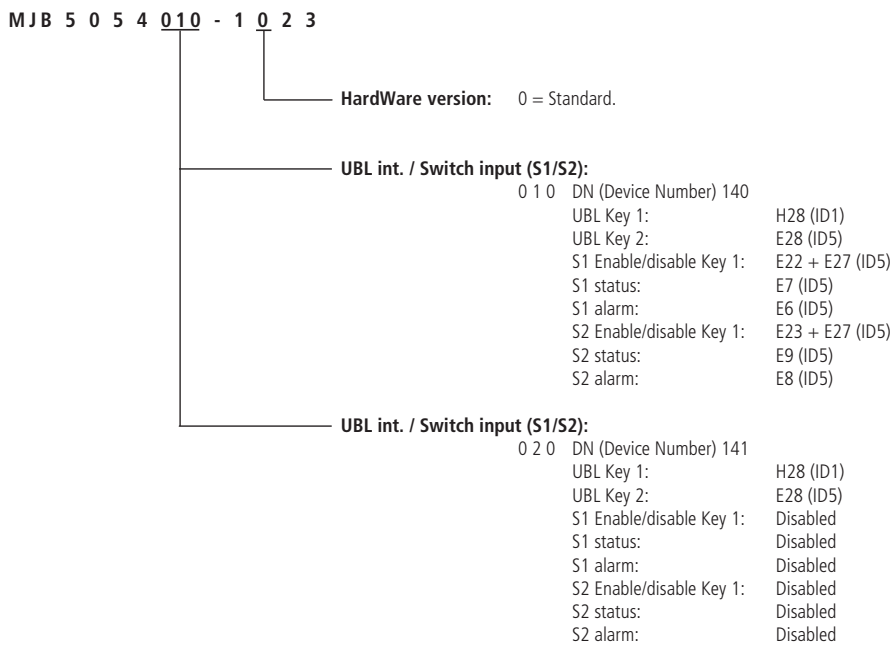 MJB 5 0 5 4 010 - 1 0 2 3
HardWare version: 0 = Standard.
UBL int. / Switch input (S1/S2):
0 1 0 DN (Device Number) 140
UBL Key 1: H28 (ID1)
UBL Key 2: E28 (ID5)
S1 Enable/disable Key 1: E22 + E27 (ID5)
S1 status: E7 (ID5)
S1 alarm: E6 (ID5)
S2 Enable/disable Key 1: E23 + E27 (ID5)
S2 status: E9 (ID5)
S2 alarm: E8 (ID5)
UBL int. / Switch input (S1/S2):
0 2 0 DN (Device Number) 141
UBL Key 1: H28 (ID1)
UBL Key 2: E28 (ID5)
S1 Enable/disable Key 1: Disabled
S1 status: Disabled
S1 alarm: Disabled
S2 Enable/disable Key 1: Disabled
S2 status: Disabled
S2 alarm: Disabled